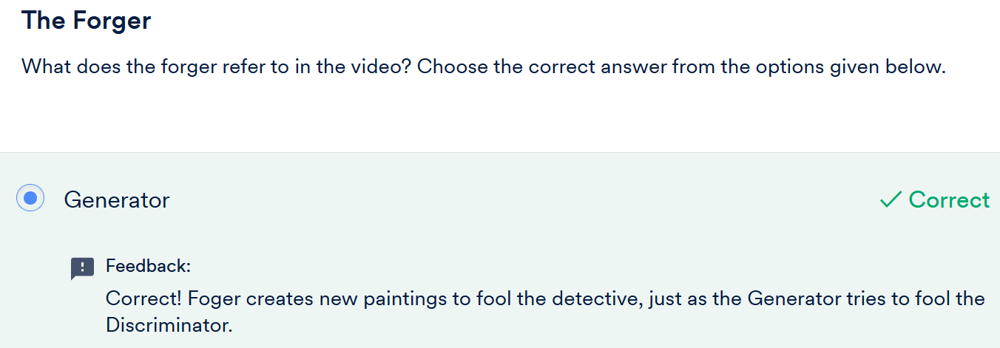 The Forger
What does the forger refer to in the video? Choose the correct answer from the options given below.
Generator
Correct
Feedback:
Correct! Foger creates new paintings to fool the detective, just as the Generator tries to fool the
Discriminator.